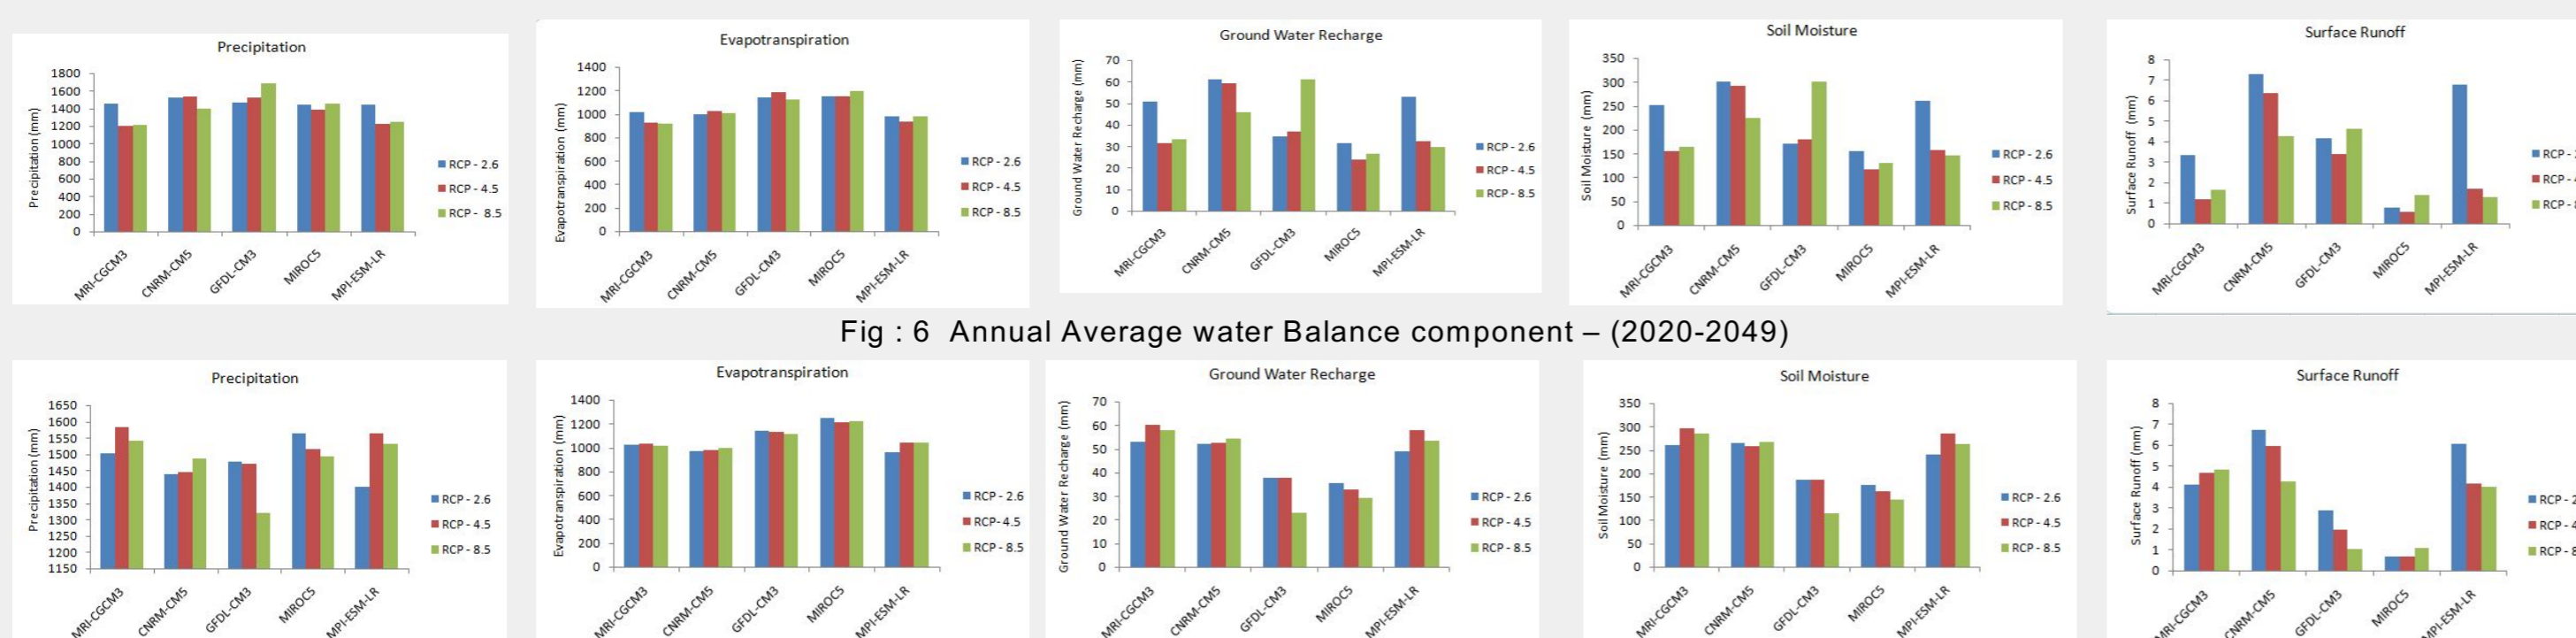 Precipitation
Precipitation (mm)
1800
1600
1400
1200
1000
800
600
400
200
0
MRI-CGCM3
CNRM-CM5
GFDL-CM3
MIROC5
MPI-ESM-LR
RCP - 2.6
RCP - 4.5
RCP - 8.5
Evapotranspiration
Evapotranspiration (mm)
1400
1200
1000
800
600
400
200
0
MRI-CGCM3
CNRM-CM5
GFDL-CM3
MIROC5
MPI-ESM-LR
RCP - 2.6
RCP - 4.5
RCP - 8.5
Ground Water Recharge
Ground Water Recharge (mm)
70
60
50
40
30
20
10
0
MRI-CGCM3
CNRM-CM5
GFDL-CM3
MIROC5
MPI-ESM-LR
RCP - 2.6
RCP - 4.5
RCP - 8.5
Soil Moisture
Soil Moisture (mm)
350
300
250
200
150
100
50
0
MRI-CGCM3
CNRM-CM5
GFDL-CM3
MIROC5
MPI-ESM-LR
RCP - 2.6
RCP - 4.5
RCP - 8.5
Surface Runoff
Surface Runoff (mm)
8
7
6
5
4
3
2
1
0
MRI-CGCM3
CNRM-CM5
GFDL-CM3
MIROC5
MPI-ESM-LR
RCP -
RCP -
RCP -
Fig : 6 Annual Average water Balance component – (2020-2049)
Precipitation
Precipitation (mm)
1650
1600
1550
1500
1450
1400
1350
1300
1250
1200
1150
MRI-CGCM3
CNRM-CM5
GFDL-CM3
MIROC5
MPI-ESM-LR
RCP - 2.6
RCP - 4.5
RCP - 8.5
Evapotranspiration
Evapotranspiration (mm)
1400
1200
1000
800
600
400
200
0
MRI-CGCM3
CNRM-CM5
GFDL-CM3
MIROC5
MPI-ESM-LR
RCP - 2.6
RCP- 4.5
RCP - 8.5
Ground Water Recharge
Ground Water Recharge (mm)
70
60
50
40
30
20
10
0
MRI-CGCM3
CNRM-CM5
GFDL-CM3
MIROC5
MPI-ESM-LR
RCP - 2.6
RCP - 4.5
RCP - 8.5
Soil Moisture
Soil Moisture (mm)
350
300
250
200
150
100
50
0
MRI-CGCM3
CNRM-CM5
GFDL-CM3
MIROC5
MPI-ESM-LR
RCP - 2.6
RCP - 4.5
RCP - 8.5
Surface Runoff
Surface Runoff (mm)
8
7
6
5
4
3
2
1
0
MRI-CGCM3
CNRM-CM5
GFDL-CM3
MIROC5
MPI-ESM-LR
RCP - 2
RCP - 4
RCP - 8